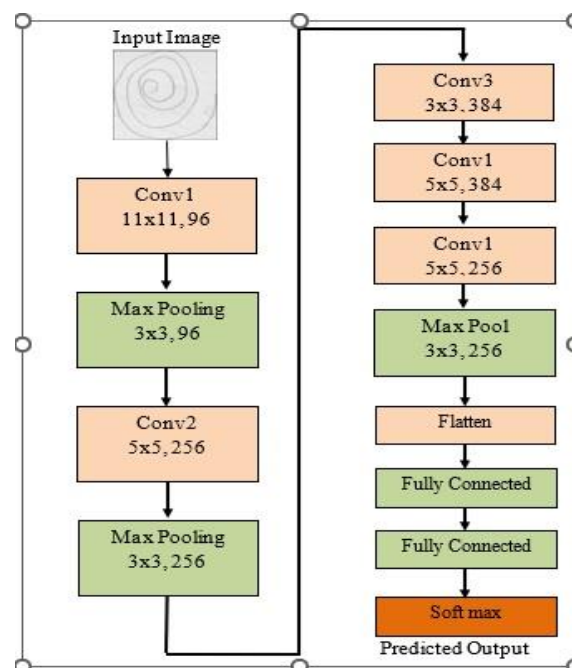 Input Image
Conv1
11x11, 96
Max Pooling
3x3, 96
Conv2
5x5, 256
Max Pooling
3x3, 256
Conv3
3x3, 384
Conv1
5x5, 384
Conv1
5x5, 256
Max Pool
3x3, 256
Flatten
Fully Connected
Fully Connected
Soft max
Predicted Output